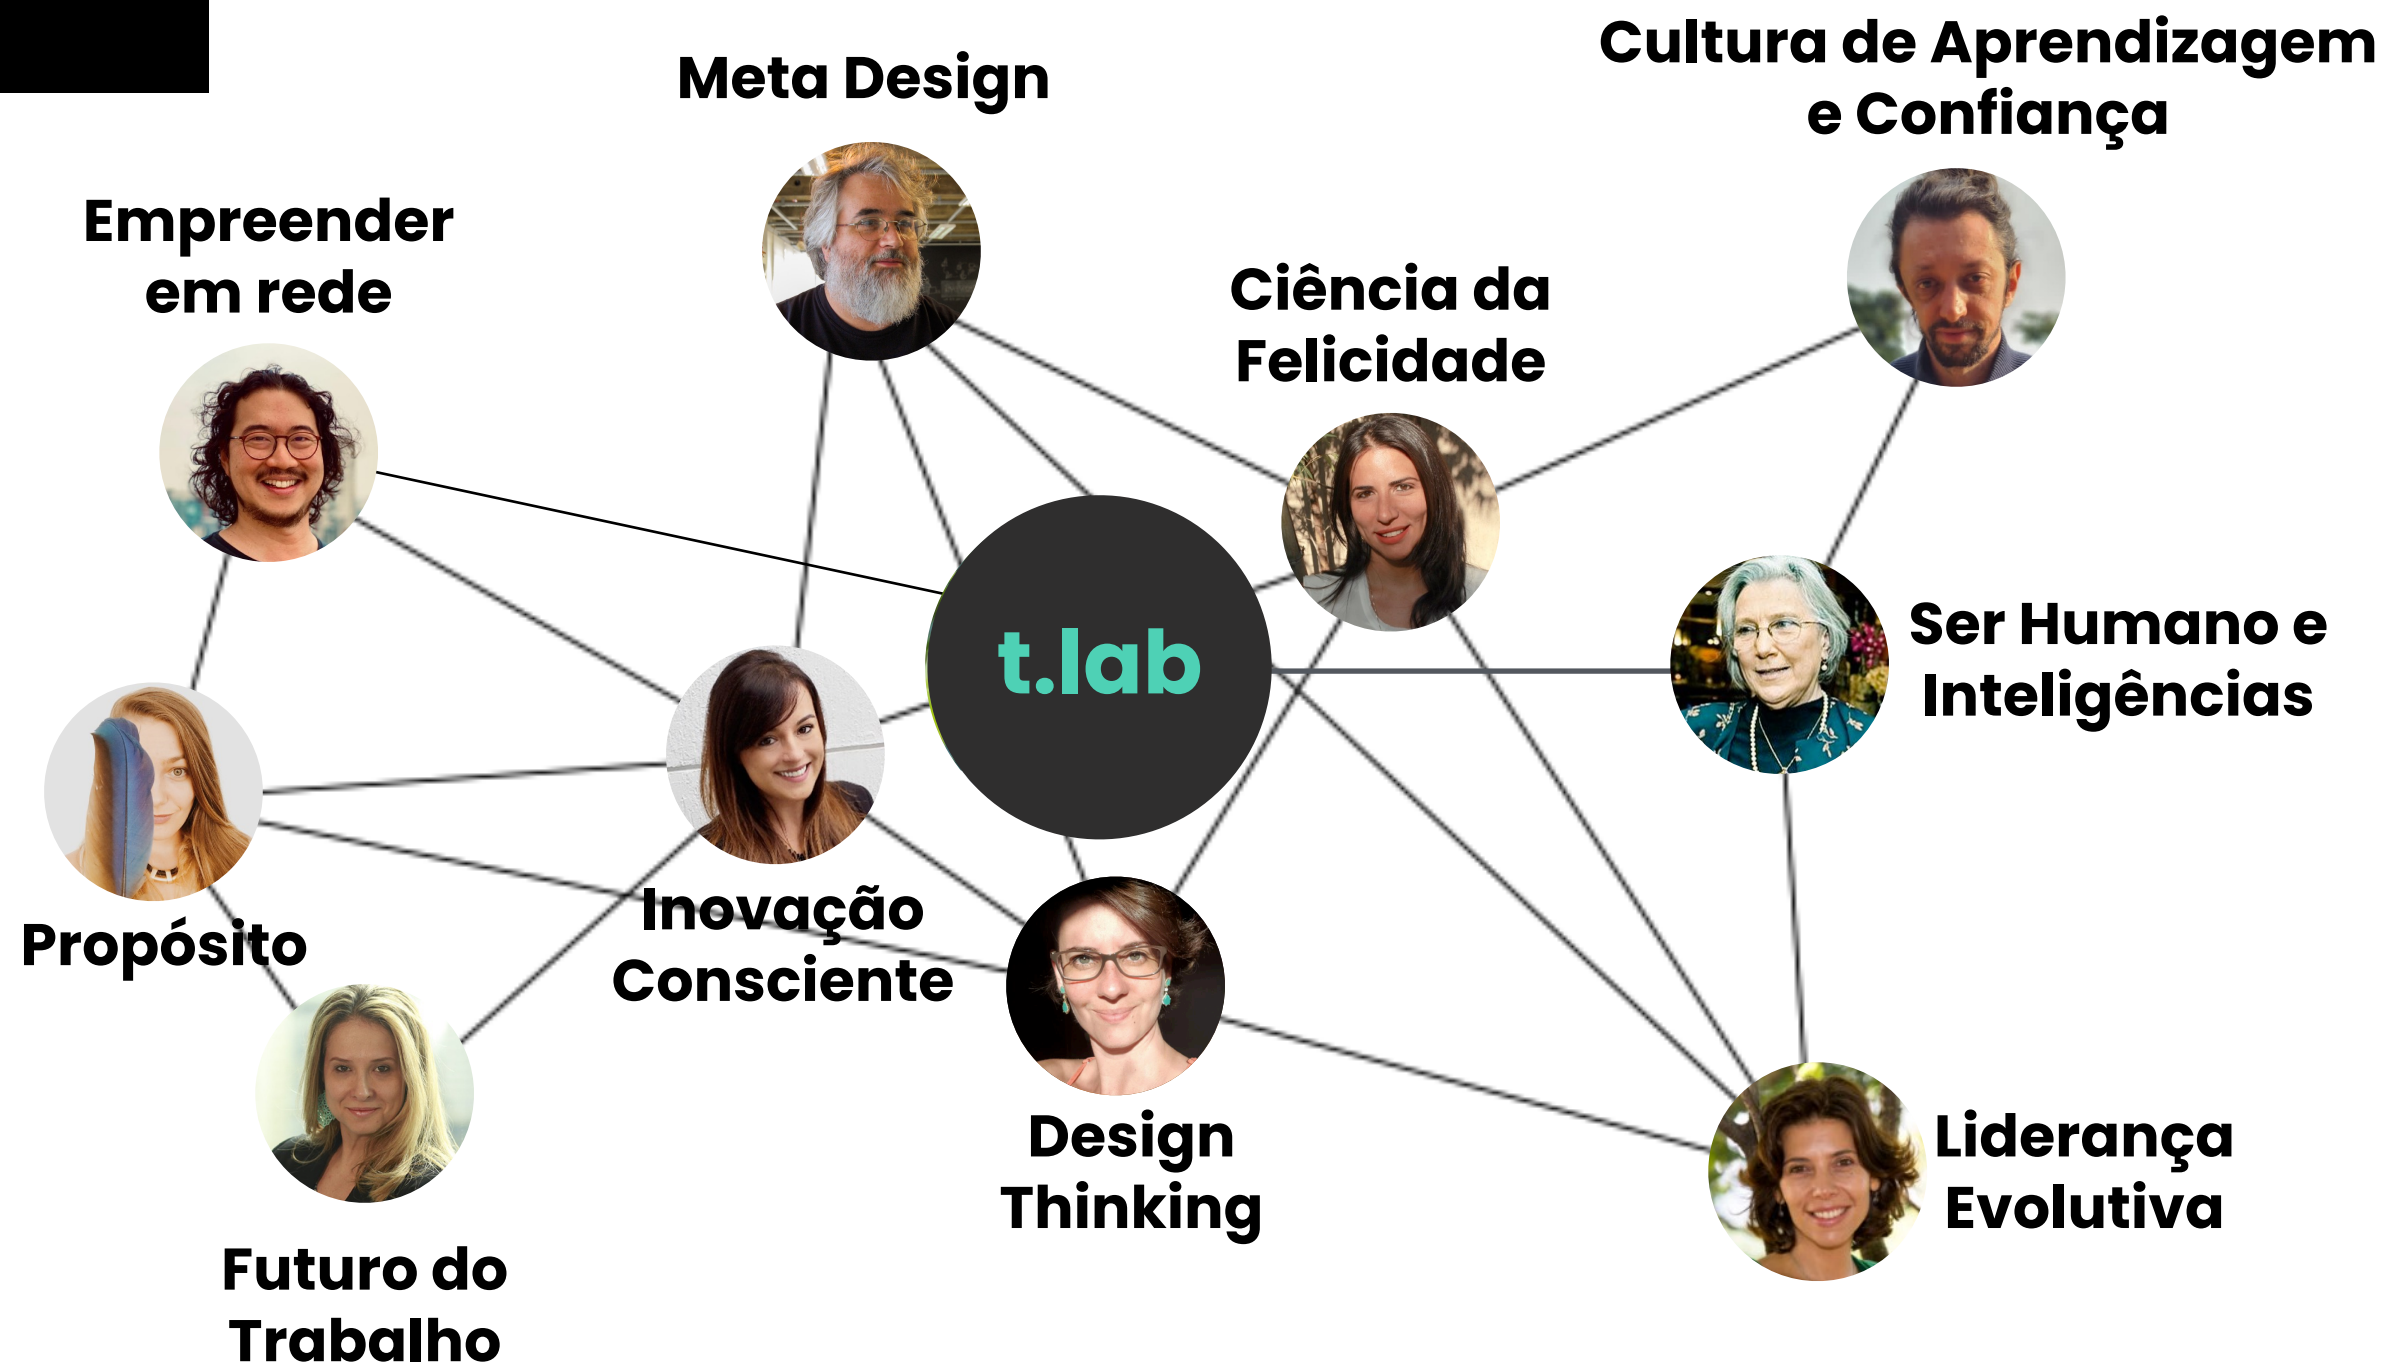 Meta Design
Cultura de Aprendizagem
e Confiança
Empreender
em rede
Ciência da
Felicidade
t.lab
Ser Humano e
Inteligências
Propósito
Inovação
Consciente
Design
Thinking
Liderança
Evolutiva
Futuro do
Trabalho